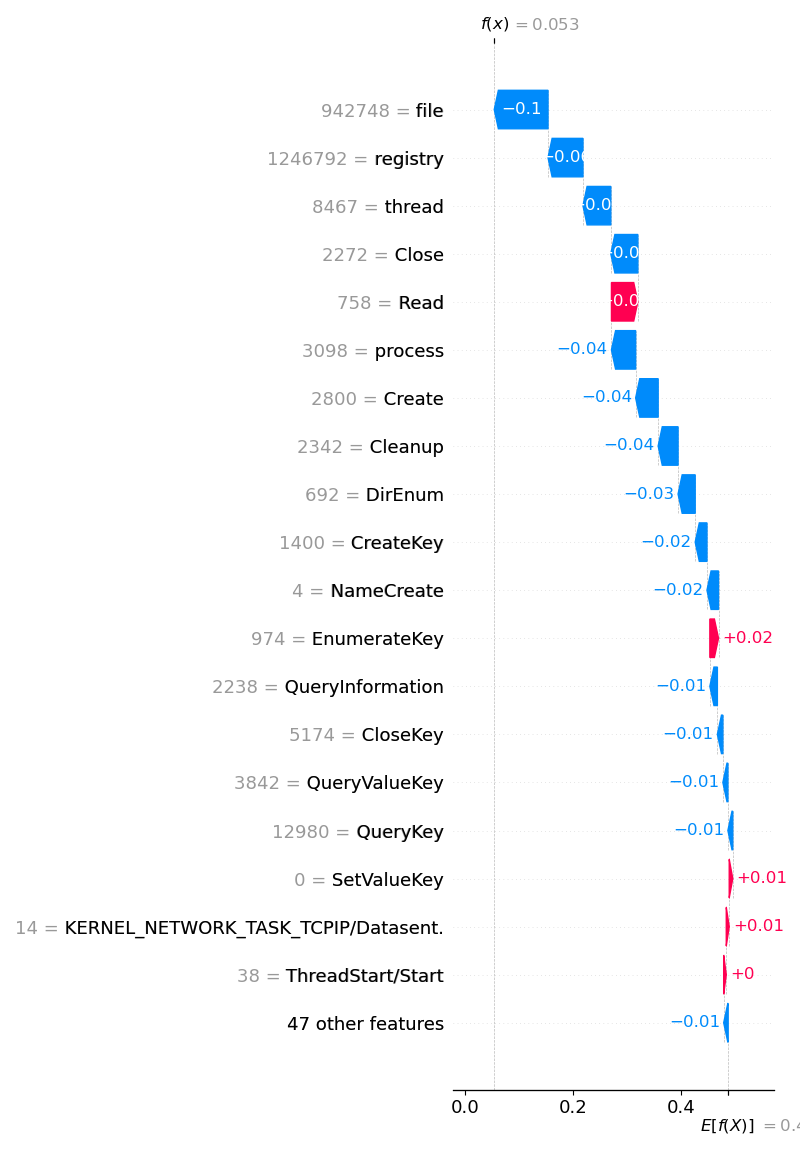 f(x) = 0.053
942748 = file −0.1
1246792 = registry −0.06
8467 = thread
2272 = Close
758 = Read
3098 = process −0.04
2800 = Create −0.04
2342 = Cleanup −0.04
692 = DirEnum −0.03
1400 = CreateKey −0.02
4 = NameCreate −0.02
974 = EnumerateKey +0.02
2238 = QueryInformation −0.01
5174 = CloseKey −0.01
3842 = QueryValueKey −0.01
12980 = QueryKey −0.01
0 = SetValueKey +0.01
14 = KERNEL_NETWORK_TASK_TCPIP/Datasent. +0.01
38 = ThreadStart/Start +0
47 other features −0.01
0.0 0.2 0.4
E[f(X)] = 0.4